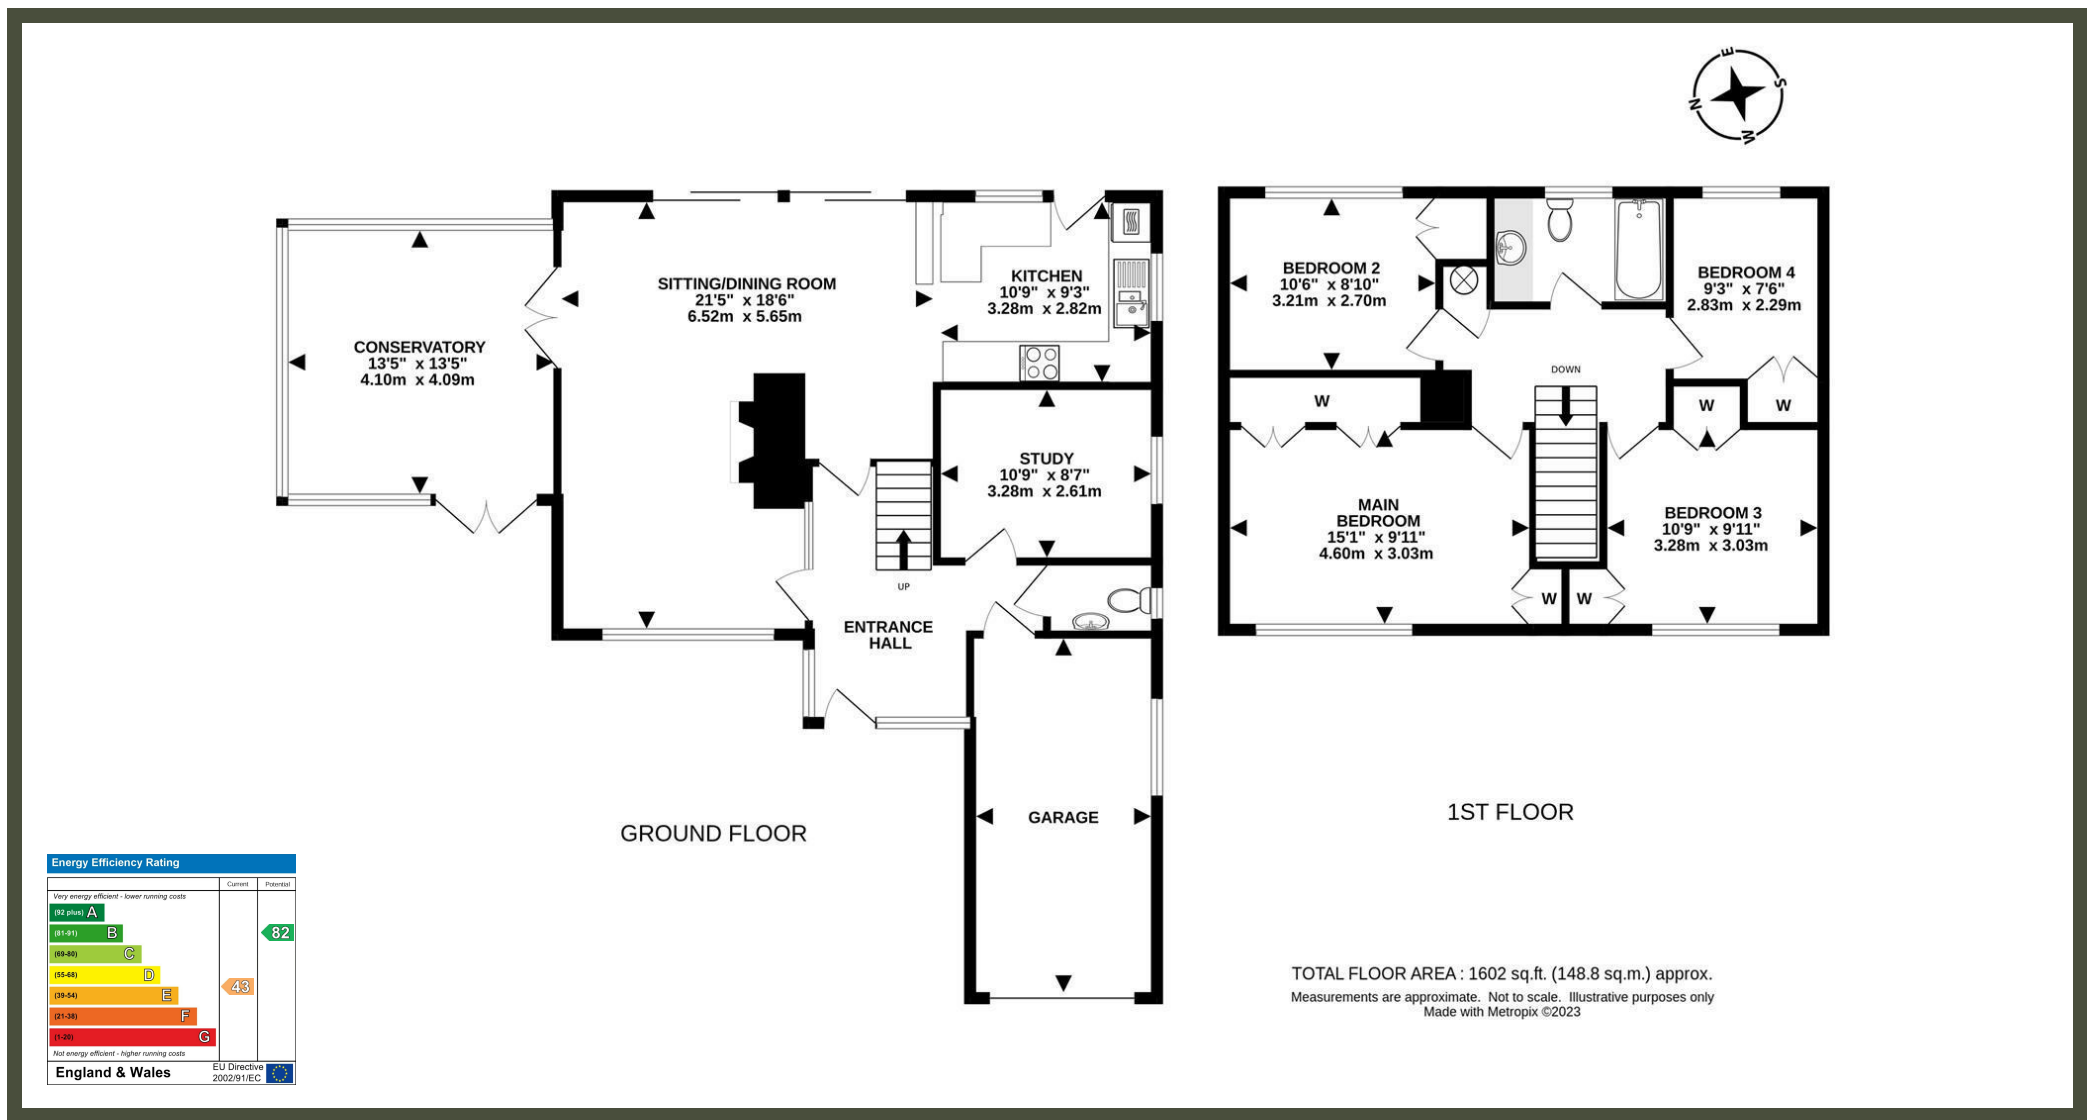 E
S
N
W
SITTING/DINING ROOM
21'5" x 18'6"
6.52m x 5.65m
KITCHEN
10'9" x 9'3"
3.28m x 2.82m
CONSERVATORY
13'5" x 13'5"
4.10m x 4.09m
STUDY
10'9" x 8'7"
3.28m x 2.61m
UP
ENTRANCE
HALL
GARAGE
GROUND FLOOR
BEDROOM 2
10'6" x 8'10"
3.21m x 2.70m
BEDROOM 4
9'3" x 7'6"
2.83m x 2.29m
DOWN
W
W
W
MAIN
BEDROOM
15'1" x 9'11"
4.60m x 3.03m
BEDROOM 3
10'9" x 9'11"
3.28m x 3.03m
W
W
1ST FLOOR
TOTAL FLOOR AREA : 1602 sq.ft. (148.8 sq.m.) approx.
Measurements are approximate. Not to scale. Illustrative purposes only
Made with Metropix ©2023
Energy Efficiency Rating
Current
Potential
Very energy efficient - lower running costs
(92 plus) A
(81-91) B
82
(69-80) C
(55-68) D
43
(39-54) E
(21-38) F
(1-20) G
Not energy efficient - higher running costs
England & Wales
EU Directive
2002/91/EC